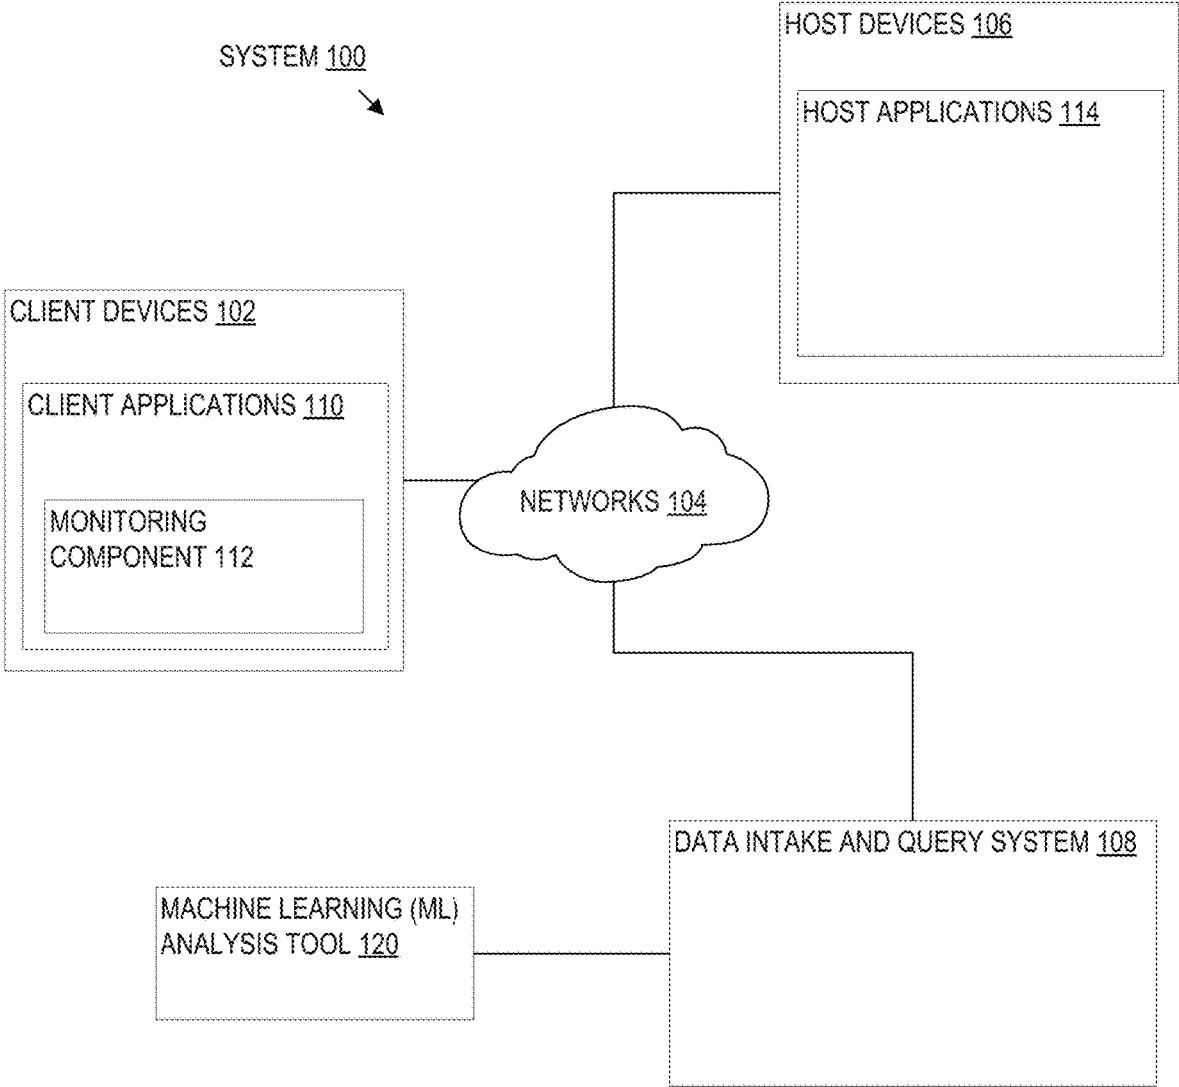 SYSTEM 100
HOST DEVICES 106
HOST APPLICATIONS 114
CLIENT DEVICES 102
CLIENT APPLICATIONS 110
MONITORING
COMPONENT 112
NETWORKS 104
DATA INTAKE AND QUERY SYSTEM 108
MACHINE LEARNING (ML)
ANALYSIS TOOL 120